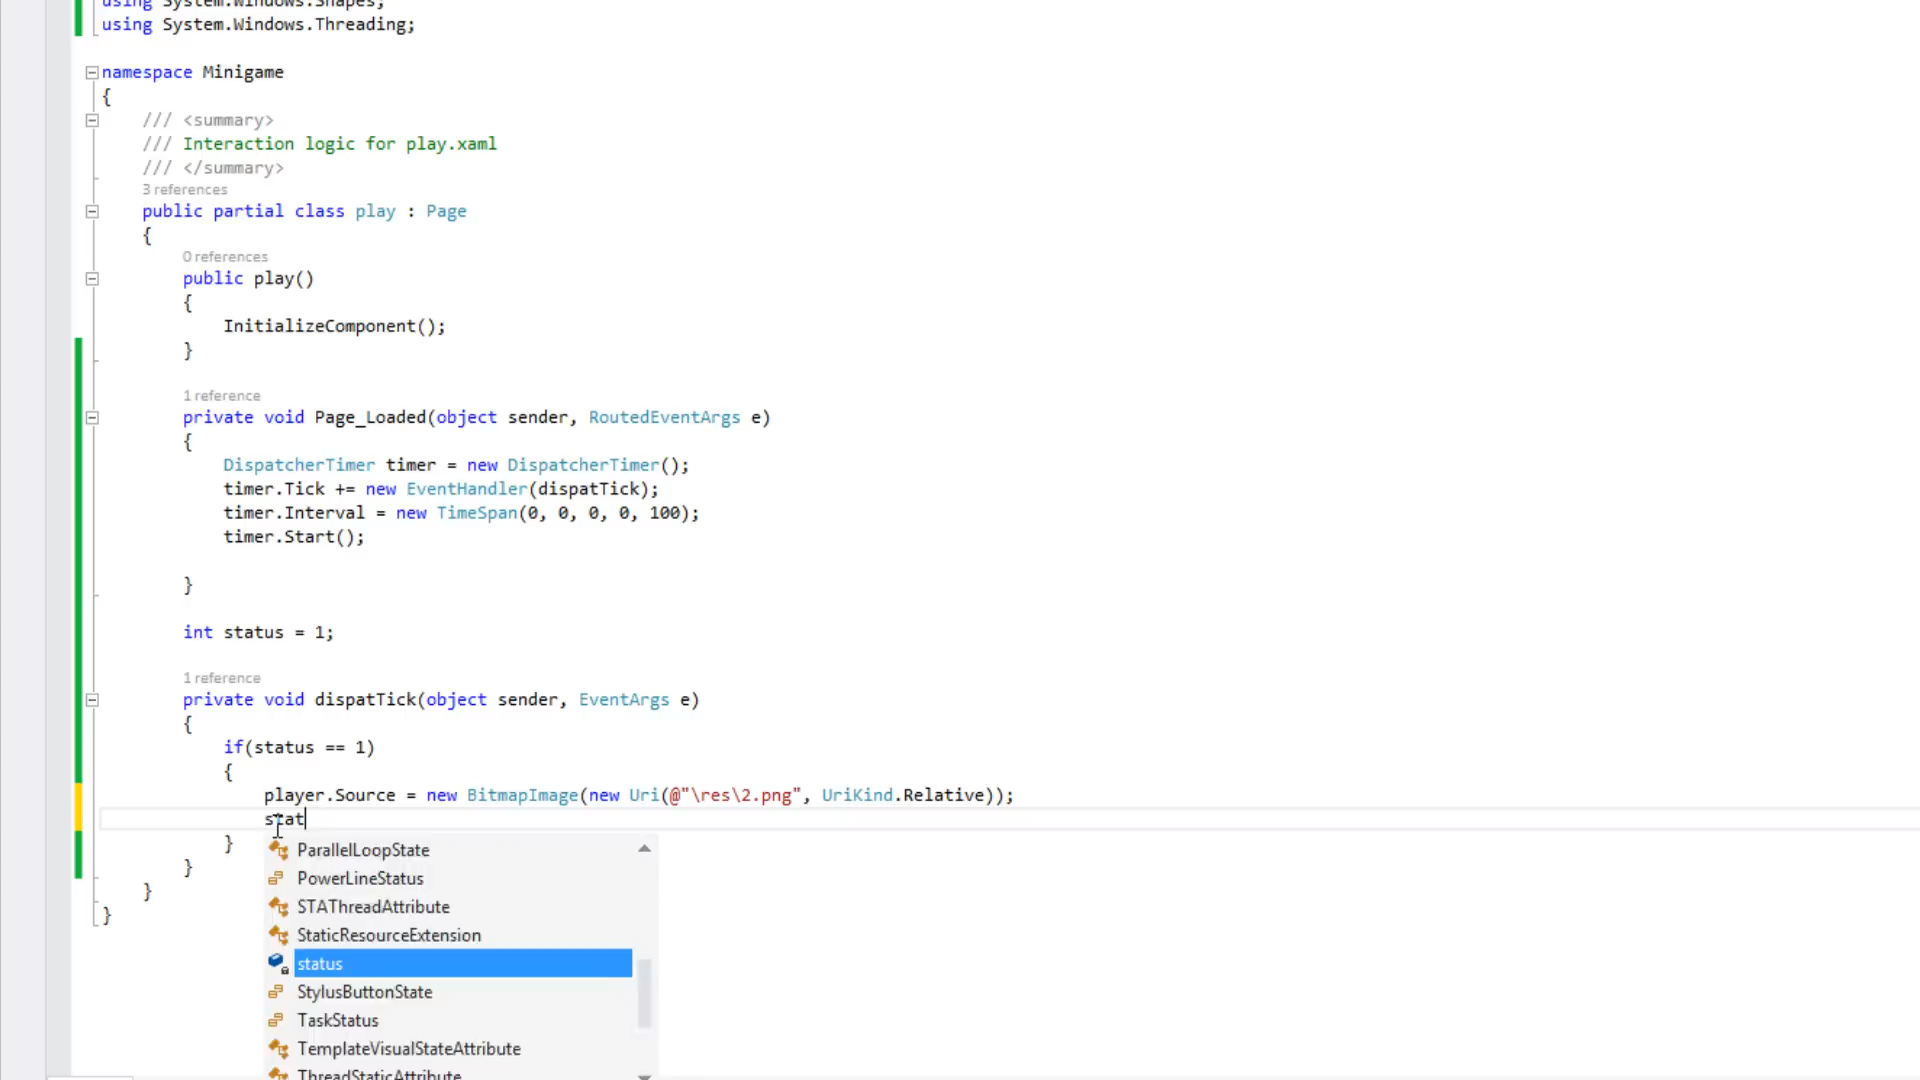 using System.Windows.Shapes;
using System.Windows.Threading;
namespace Minigame
{
/// <summary>
/// Interaction logic for play.xaml
/// </summary>
3 references
public partial class play : Page
{
0 references
public play()
{
InitializeComponent();
}
1 reference
private void Page_Loaded(object sender, RoutedEventArgs e)
{
DispatcherTimer timer = new DispatcherTimer();
timer.Tick += new EventHandler(dispatTick);
timer.Interval = new TimeSpan(0, 0, 0, 0, 100);
timer.Start();
}
int status = 1;
1 reference
private void dispatTick(object sender, EventArgs e)
{
if(status == 1)
{
player.Source = new BitmapImage(new Uri(@"\res\2.png", UriKind.Relative));
stat
}
}
}
}
ParallelLoopState
PowerLineStatus
STAThreadAttribute
StaticResourceExtension
status
StylusButtonState
TaskStatus
TemplateVisualStateAttribute
ThreadStaticAttribute